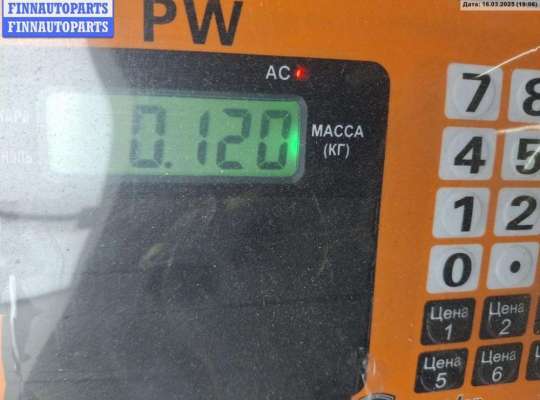 FINNAUTOPARTS
FINNAUTOPARTS
Дата: 16.03.2025 (19:06)
PW
AC
0.120
МАССА
(КГ)
7 8
4 5
1 2
0 •
Цена 1
Цена 2
Цена 5
Цена 6